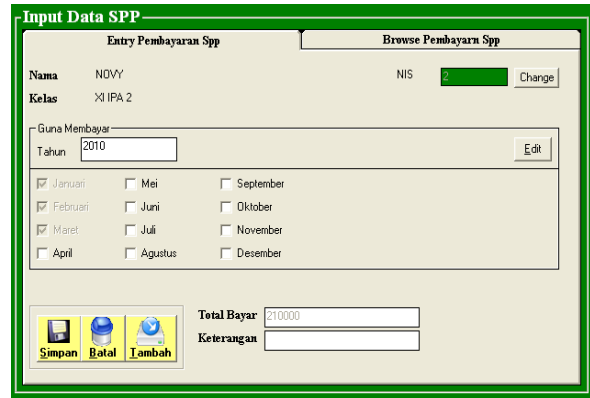 Input Data SPP
Entry Pembayaran Spp
Browse Pembayarn Spp
Nama NOVY NIS 2 Change
Kelas XI IPA 2
Guna Membayar
Tahun 2010 Edit
Januari Mei September
Februari Juni Oktober
Maret Juli November
April Agustus Desember
Total Bayar 210000
Keterangan
Simpan Batal Tambah